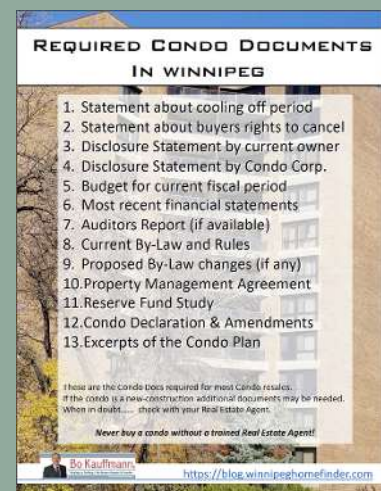 REQUIRED CONDO DOCUMENTS
IN WINNIPEG
1. Statement about cooling off period
2. Statement about buyers rights to cancel
3. Disclosure Statement by current owner
4. Disclosure Statement by Condo Corp.
5. Budget for current fiscal period
6. Most recent financial statements
7. Auditors Report (if available)
8. Current By-Law and Rules
9. Proposed By-Law changes (if any)
10.Property Management Agreement
11.Reserve Fund Study
12.Condo Declaration & Amendments
13.Excerpts of the Condo Plan
These are the Condo Docs required for most Condo resales.
If the condo is a new-construction additional documents may be needed.
When in doubt...... check with your Real Estate Agent.
Never buy a condo without a trained Real Estate Agent!
Bo Kauffmann,
https://blog.winnipeghomefinder.com